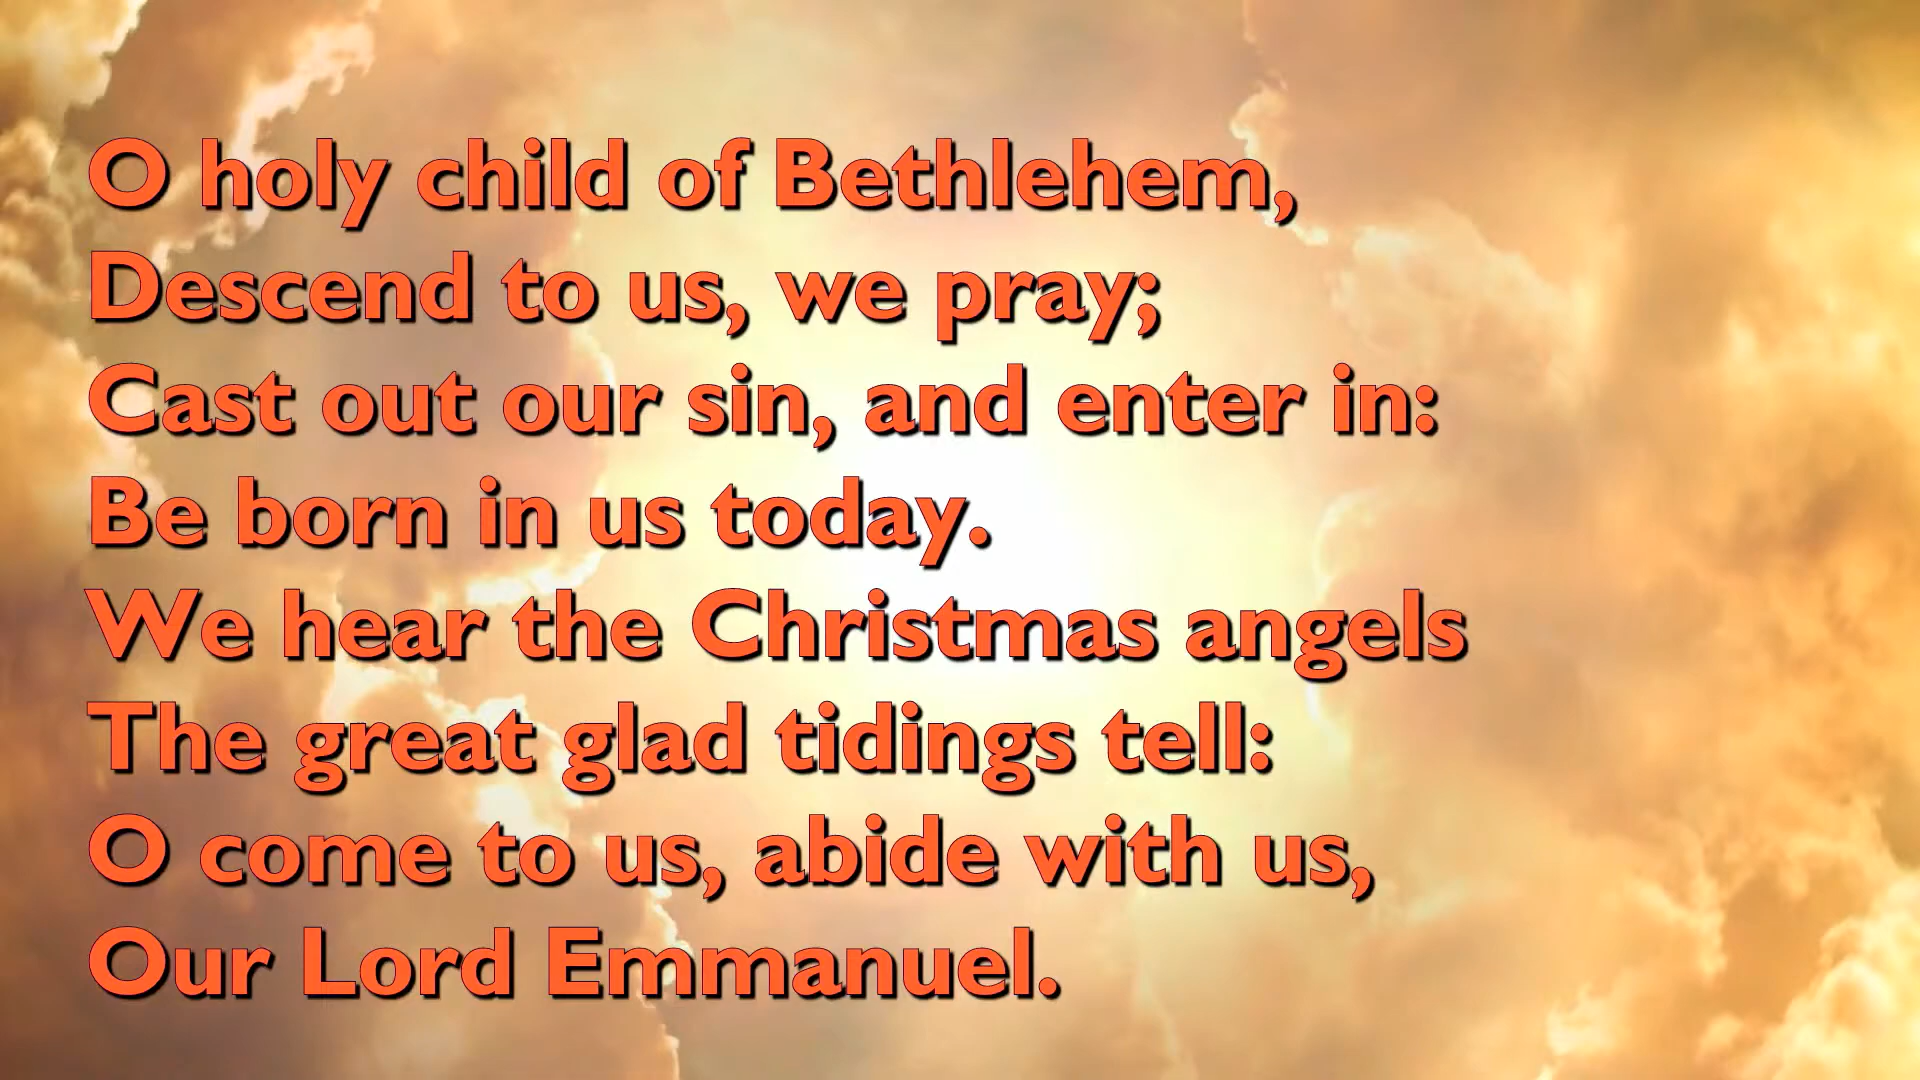 O holy child of Bethlehem,
Descend to us, we pray;
Cast out our sin, and enter in:
Be born in us today.
We hear the Christmas angels
The great glad tidings tell:
O come to us, abide with us,
Our Lord Emmanuel.